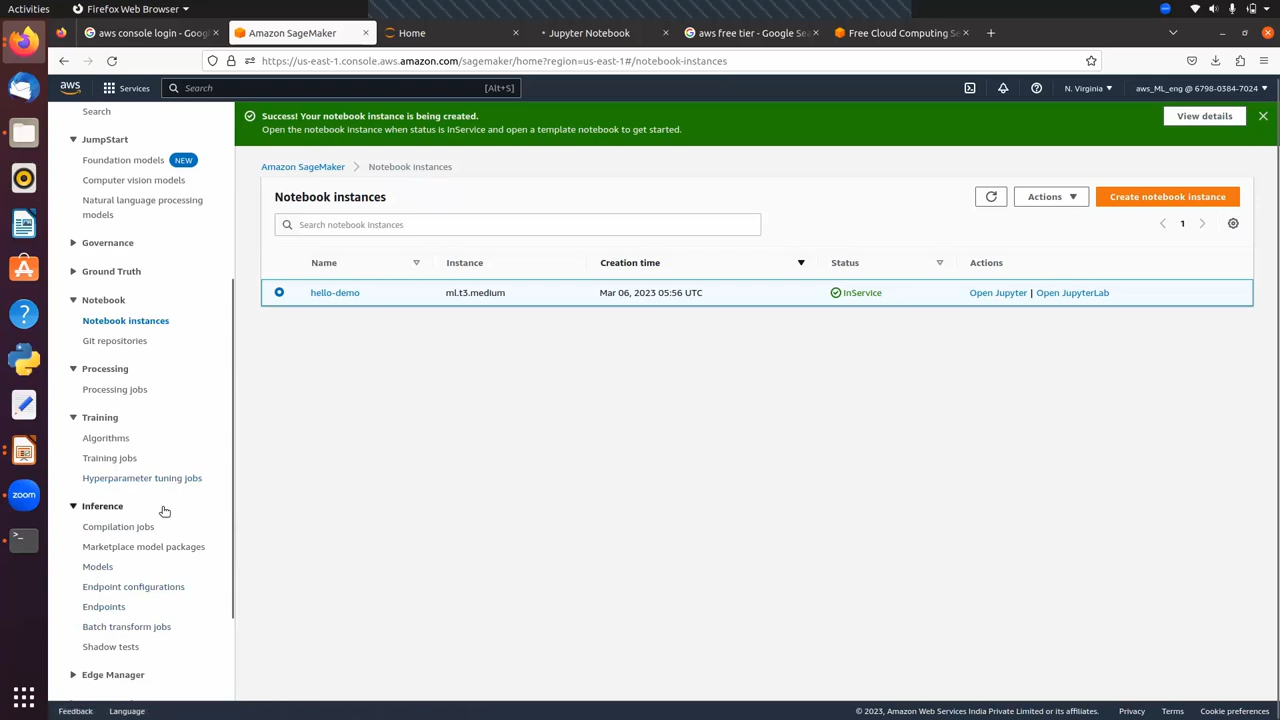 Activities
Firefox Web Browser
aws console login - Googl
Amazon SageMaker
Home
Jupyter Notebook
aws free tier - Google Sea
Free Cloud Computing Se
https://us-east-1.console.aws.amazon.com/sagemaker/home?region=us-east-1#/notebook-instances
aws
Services
Search
[Alt+S]
N. Virginia
aws_ML_eng @ 6798-0384-7024
Search
JumpStart
Foundation models NEW
Computer vision models
Natural language processing
models
Governance
Ground Truth
Notebook
Notebook instances
Git repositories
Processing
Processing jobs
Training
Algorithms
Training jobs
Hyperparameter tuning jobs
Inference
Compilation jobs
Marketplace model packages
Models
Endpoint configurations
Endpoints
Batch transform jobs
Shadow tests
Edge Manager
Success! Your notebook instance is being created.
Open the notebook instance when status is InService and open a template notebook to get started.
View details
Amazon SageMaker
Notebook instances
Notebook instances
Actions
Create notebook instance
Search notebook instances
1
Name
Instance
Creation time
Status
Actions
hello-demo
ml.t3.medium
Mar 06, 2023 05:56 UTC
InService
Open Jupyter | Open JupyterLab
zoom
Feedback
Language
© 2023, Amazon Web Services India Private Limited or its affiliates.
Privacy
Terms
Cookie preferences